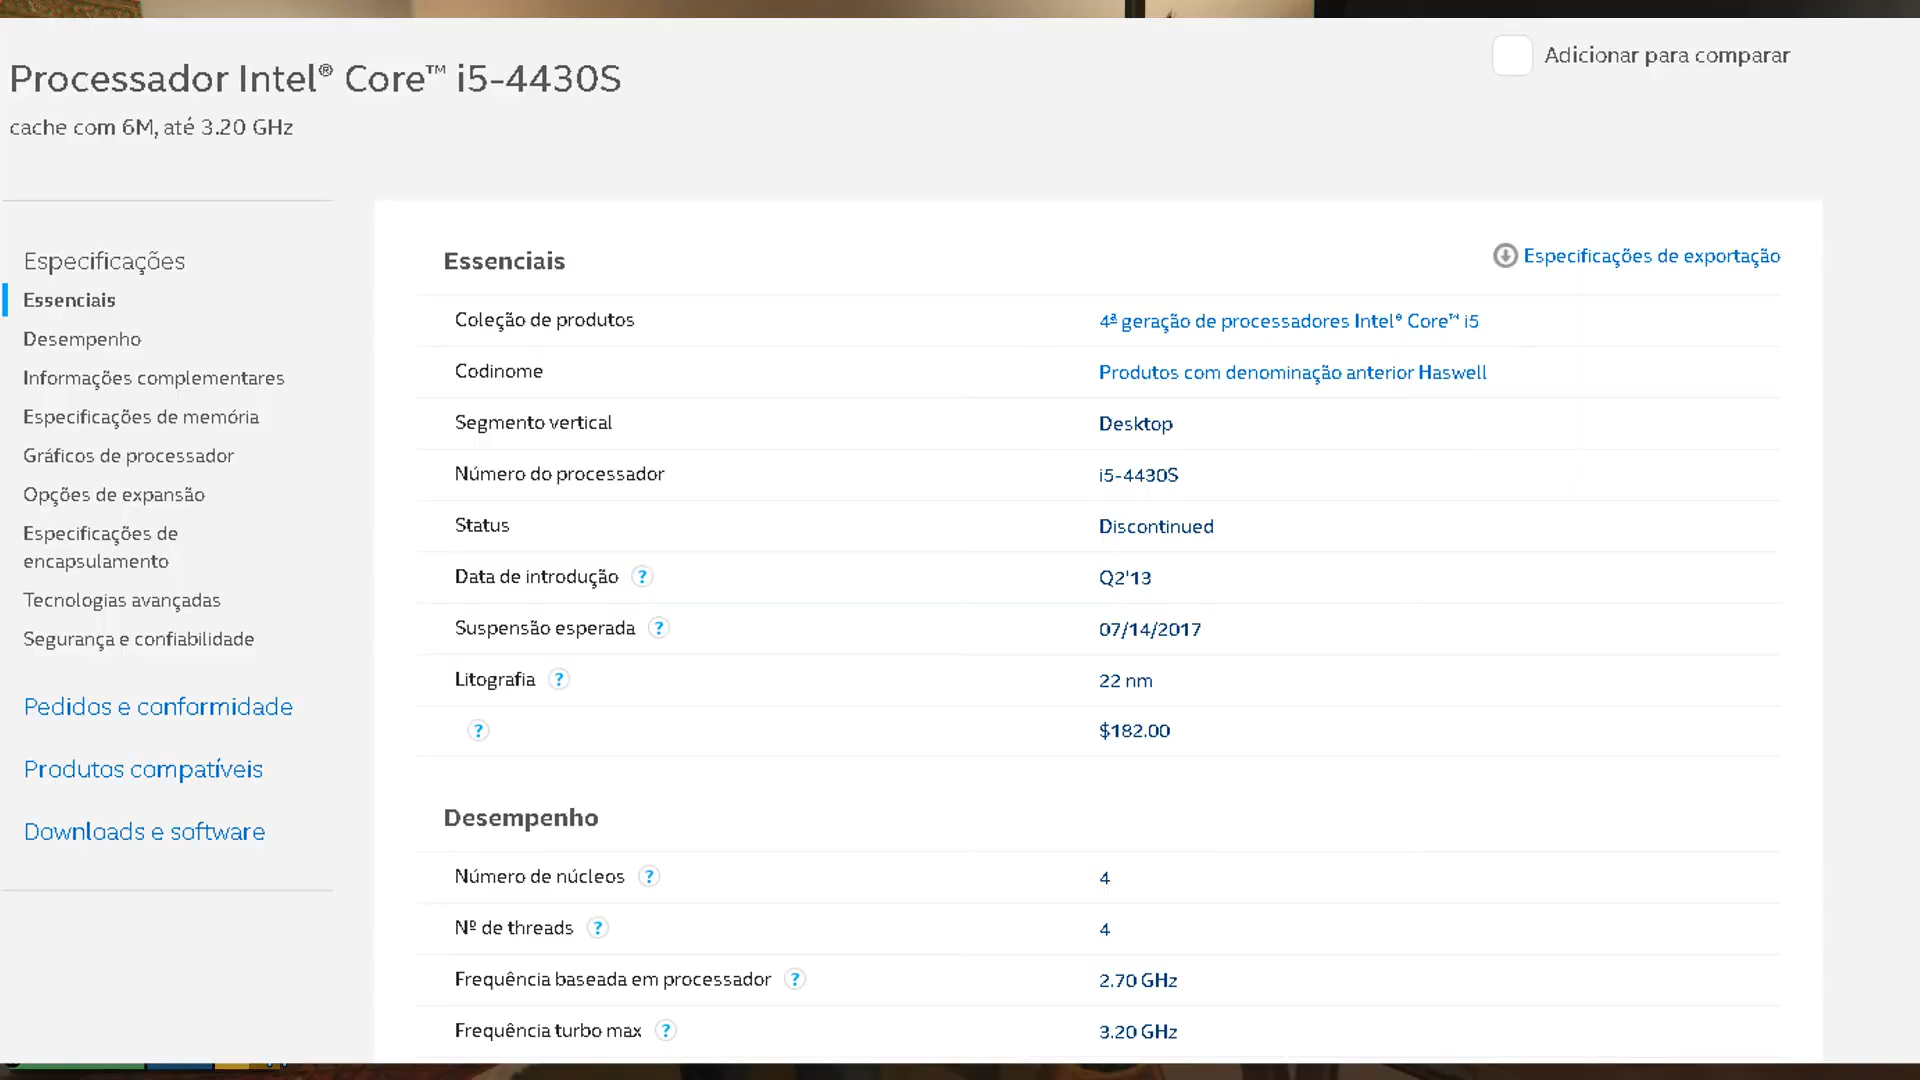 Processador Intel® Core™ i5-4430S
cache com 6M, até 3.20 GHz
Adicionar para comparar
Especificações
Essenciais
Desempenho
Informações complementares
Especificações de memória
Gráficos de processador
Opções de expansão
Especificações de
encapsulamento
Tecnologias avançadas
Segurança e confiabilidade
Pedidos e conformidade
Produtos compatíveis
Downloads e software
Essenciais
Especificações de exportação
Coleção de produtos 4ª geração de processadores Intel® Core™ i5
Codinome Produtos com denominação anterior Haswell
Segmento vertical Desktop
Número do processador i5-4430S
Status Discontinued
Data de introdução ? Q2'13
Suspensão esperada ? 07/14/2017
Litografia ? 22 nm
? $182.00
Desempenho
Número de núcleos ? 4
Nº de threads ? 4
Frequência baseada em processador ? 2.70 GHz
Frequência turbo max ? 3.20 GHz